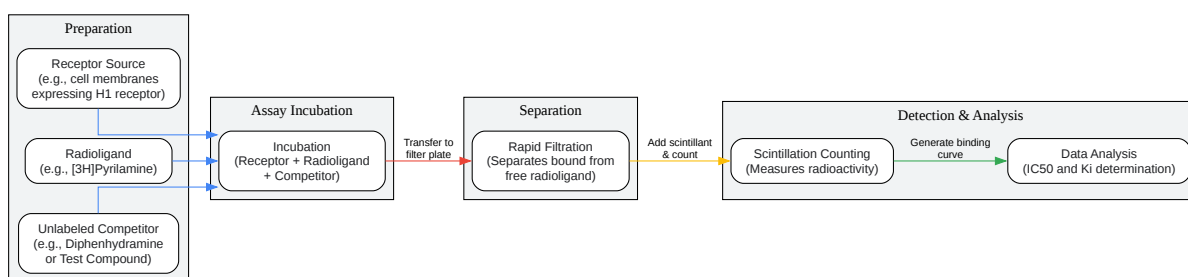 Preparation
Receptor Source
(e.g., cell membranes
expressing H1 receptor)
Radioligand
(e.g., [3H]Pyrilamine)
Unlabeled Competitor
(e.g., Diphenhydramine
or Test Compound)
Assay Incubation
Incubation
(Receptor + Radioligand
+ Competitor)
Transfer to
filter plate
Separation
Rapid Filtration
(Separates bound from
free radioligand)
Add scintillant
& count
Detection & Analysis
Scintillation Counting
(Measures radioactivity)
Generate binding
curve
Data Analysis
(IC50 and Ki determination)